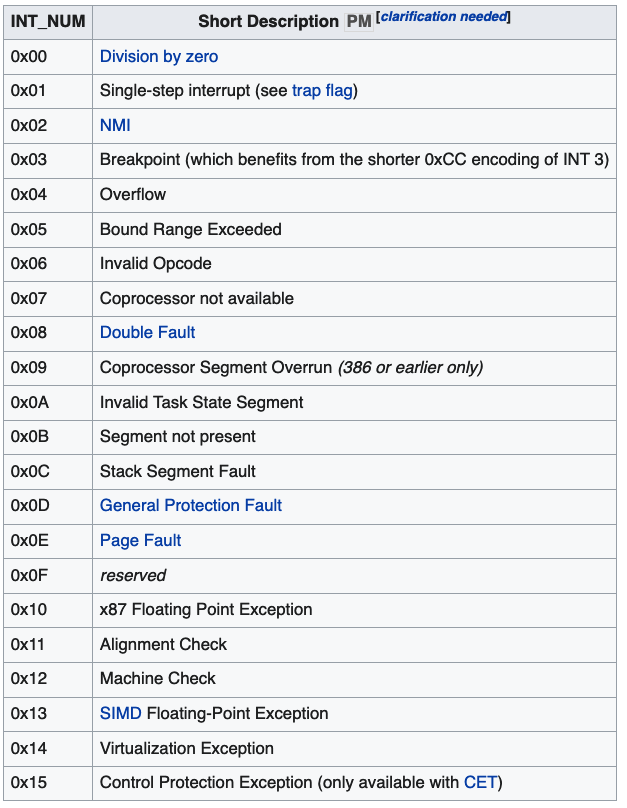 INT_NUM Short Description PM [clarification needed]
0x00 Division by zero
0x01 Single-step interrupt (see trap flag)
0x02 NMI
0x03 Breakpoint (which benefits from the shorter 0xCC encoding of INT 3)
0x04 Overflow
0x05 Bound Range Exceeded
0x06 Invalid Opcode
0x07 Coprocessor not available
0x08 Double Fault
0x09 Coprocessor Segment Overrun (386 or earlier only)
0x0A Invalid Task State Segment
0x0B Segment not present
0x0C Stack Segment Fault
0x0D General Protection Fault
0x0E Page Fault
0x0F reserved
0x10 x87 Floating Point Exception
0x11 Alignment Check
0x12 Machine Check
0x13 SIMD Floating-Point Exception
0x14 Virtualization Exception
0x15 Control Protection Exception (only available with CET)